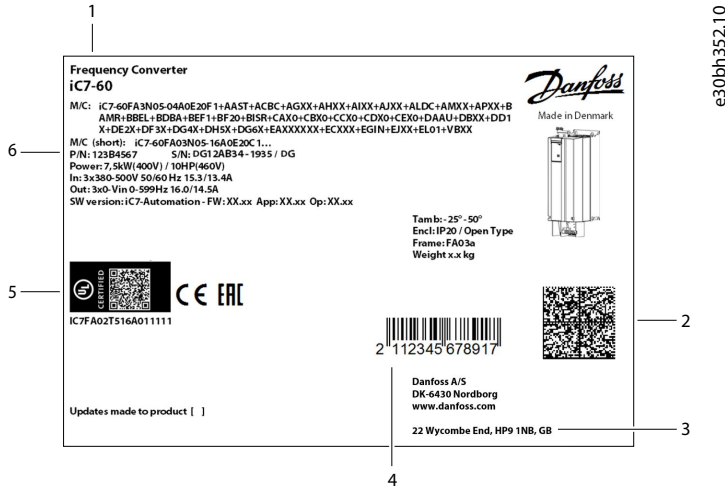 1
e30bh352.10
Frequency Converter
iC7-60
Danfoss
Made in Denmark
M/C: iC7-60FA3N05-04A0E20F1+AAST+ACBC+AGXX+AHXX+AIXX+AJXX+ALDC+AMXX+APXX+B
AMR+BBEL+BDBA+BEF1+BF20+BISR+CAX0+CBX0+CCX0+CDX0+CEX0+DAAU+DBXX+DD1
X+DE2X+DF3X+DG4X+DH5X+DG6X+EAXXXXXX+ECXXX+EGIN+EJXX+EL01+VBXX
M/C (short): iC7-60FA03N05-16A0E20C1...
6
P/N: 123B4567 S/N: DG12AB34-1935 / DG
Power: 7,5kW(400V) / 10HP(460V)
In: 3x380-500V 50/60 Hz 15.3/13.4A
Out: 3x0-Vin 0-599Hz 16.0/14.5A
SW version: iC7-Automation - FW: XX.xx App: XX.xx Op: XX.xx
Tamb: -25° -50°
Encl: IP20 / Open Type
Frame: FA03a
Weight x.x kg
5
UL
CERTIFIED
CE EAC
IC7FA02T516A011111
2
2 112345 678917
Danfoss A/S
DK-6430 Nordborg
www.danfoss.com
Updates made to product [ ]
22 Wycombe End, HP9 1NB, GB
3
4